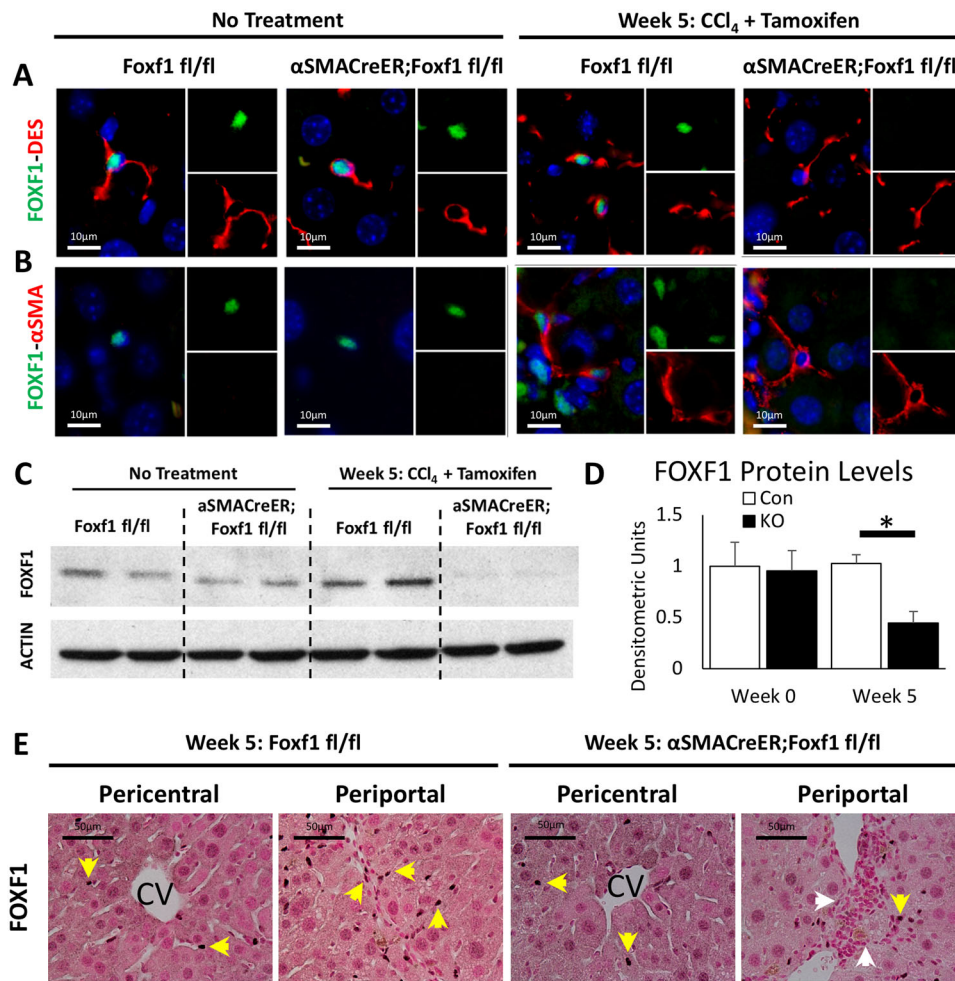 No Treatment
Week 5: CCl₄ + Tamoxifen
A
Foxf1 fl/fl
αSMACreER;Foxf1 fl/fl
Foxf1 fl/fl
αSMACreER;Foxf1 fl/fl
FOXF1-DES
10µm
10µm
10µm
10µm
B
FOXF1-αSMA
10µm
10µm
10µm
10µm
C
No Treatment
Week 5: CCl₄ + Tamoxifen
Foxf1 fl/fl
aSMACreER;
Foxf1 fl/fl
Foxf1 fl/fl
aSMACreER;
Foxf1 fl/fl
FOXF1
ACTIN
D
FOXF1 Protein Levels
Con
KO
*
Densitometric Units
1.5
1
0.5
0
Week 0
Week 5
E
Week 5: Foxf1 fl/fl
Week 5: αSMACreER;Foxf1 fl/fl
Pericentral
Periportal
Pericentral
Periportal
FOXF1
50µm
50µm
50µm
50µm
CV
CV